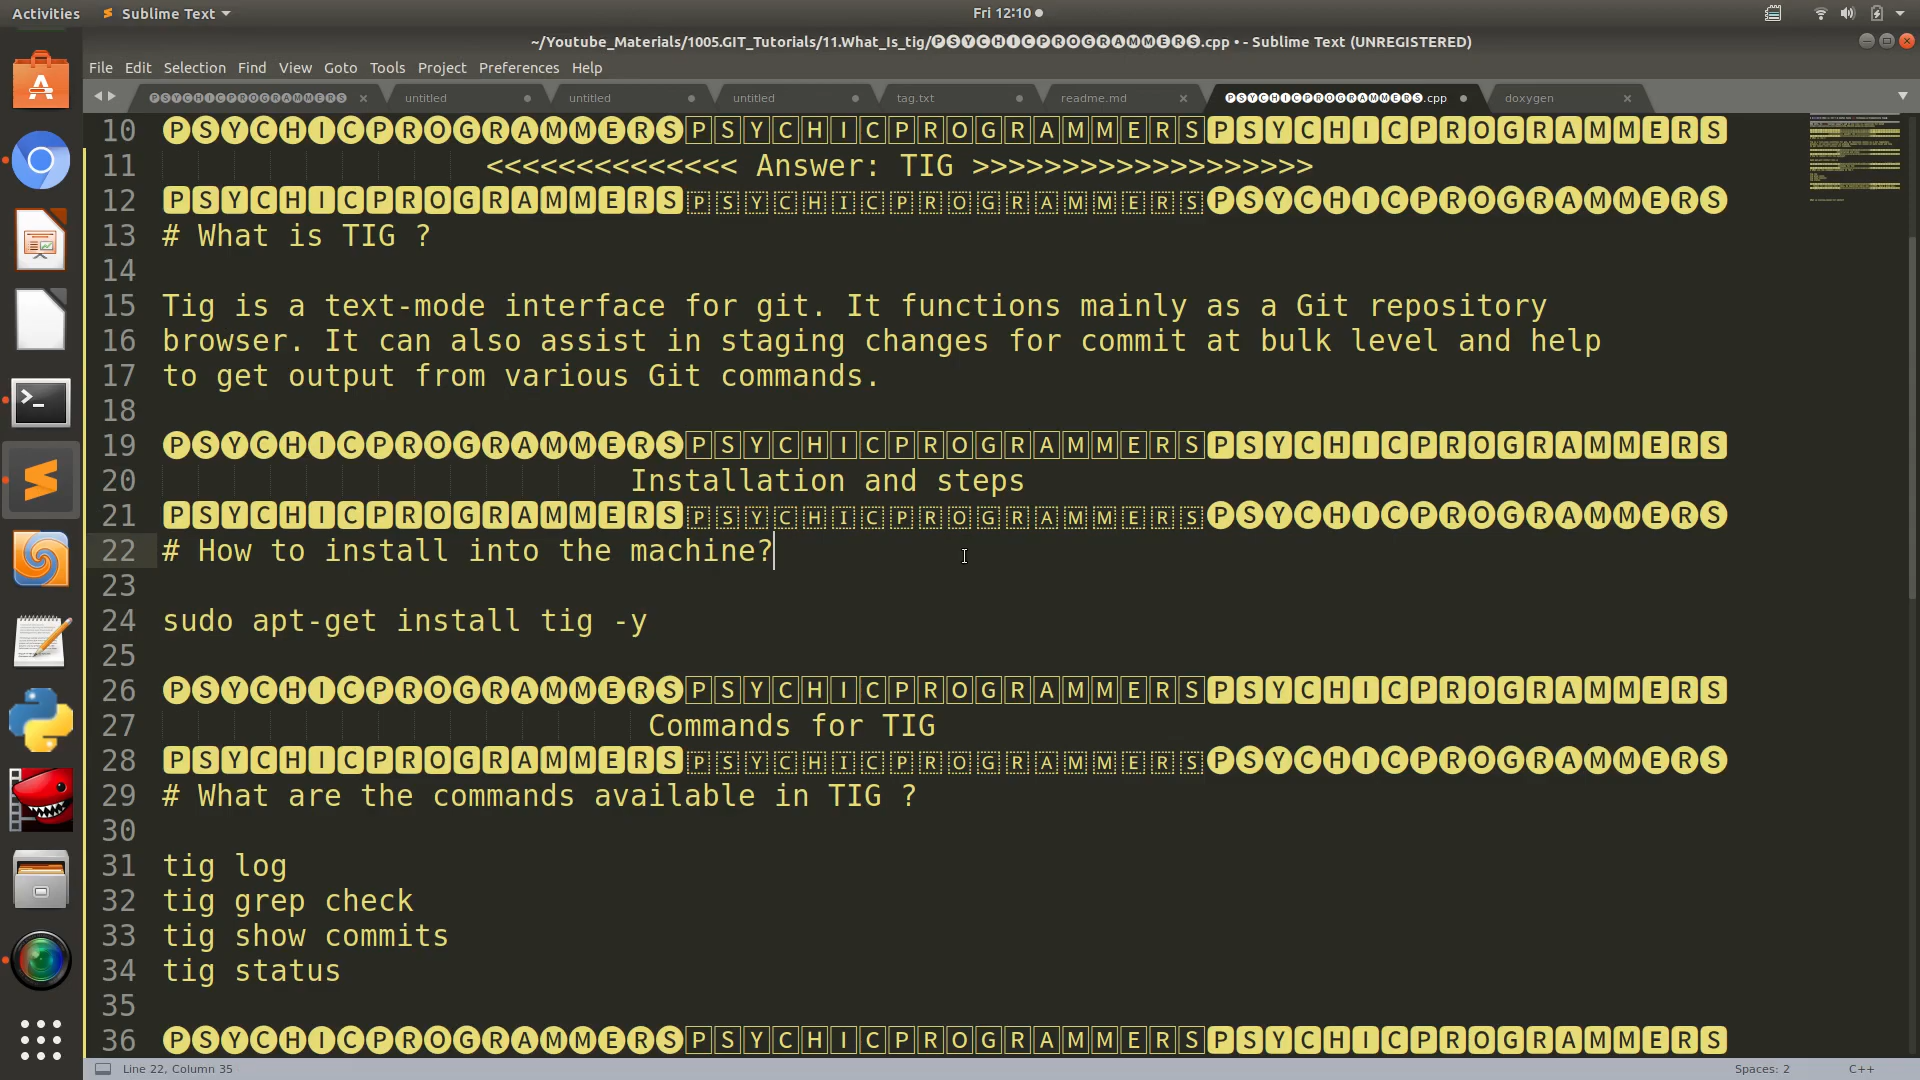 Activities Sublime Text Fri 12:10
~/Youtube_Materials/1005.GIT_Tutorials/11.What_Is_tig/🅟🅢🅨🅒🅗🅘🅒🅟🅡🅞🅖🅡🅐🅜🅜🅔🅡🅢.cpp • - Sublime Text (UNREGISTERED)
File Edit Selection Find View Goto Tools Project Preferences Help
🅟🅢🅨🅒🅗🅘🅒🅟🅡🅞🅖🅡🅐🅜🅜🅔🅡🅢 untitled untitled untitled tag.txt readme.md 🅟🅢🅨🅒🅗🅘🅒🅟🅡🅞🅖🅡🅐🅜🅜🅔🅡🅢.cpp doxygen
10 🅟🅢🅨🅒🅗🅘🅒🅟🅡🅞🅖🅡🅐🅜🅜🅔🅡🅢🄿🅂🅈🄲🄷🄸🄲🄿🅁🄾🄶🅁🄰🄼🄼🄴🅁🅂🅿🆂🆈🅲🅷🅸🅲🅿🆁🅾🅶🆁🅰🅼🅼🅴🆁🆂
11 <<<<<<<<<<<<<< Answer: TIG >>>>>>>>>>>>>>>>>>>
12 🅿🆂🆈🅲🅷🅸🅲🅿🆁🅾🅶🆁🅰🅼🅼🅴🆁🆂PSYCHICPROGRAMMERS🅟🅢🅨🅒🅗🅘🅒🅟🅡🅞🅖🅡🅐🅜🅜🅔🅡🅢
13 # What is TIG ?
14
15 Tig is a text-mode interface for git. It functions mainly as a Git repository
16 browser. It can also assist in staging changes for commit at bulk level and help
17 to get output from various Git commands.
18
19 🅟🅢🅨🅒🅗🅘🅒🅟🅡🅞🅖🅡🅐🅜🅜🅔🅡🅢🄿🅂🅈🄲🄷🄸🄲🄿🅁🄾🄶🅁🄰🄼🄼🄴🅁🅂🅿🆂🆈🅲🅷🅸🅲🅿🆁🅾🅶🆁🅰🅼🅼🅴🆁🆂
20 Installation and steps
21 🅿🆂🆈🅲🅷🅸🅲🅿🆁🅾🅶🆁🅰🅼🅼🅴🆁🆂PSYCHICPROGRAMMERS🅟🅢🅨🅒🅗🅘🅒🅟🅡🅞🅖🅡🅐🅜🅜🅔🅡🅢
22 # How to install into the machine?
23
24 sudo apt-get install tig -y
25
26 🅟🅢🅨🅒🅗🅘🅒🅟🅡🅞🅖🅡🅐🅜🅜🅔🅡🅢🄿🅂🅈🄲🄷🄸🄲🄿🅁🄾🄶🅁🄰🄼🄼🄴🅁🅂🅿🆂🆈🅲🅷🅸🅲🅿🆁🅾🅶🆁🅰🅼🅼🅴🆁🆂
27 Commands for TIG
28 🅿🆂🆈🅲🅷🅸🅲🅿🆁🅾🅶🆁🅰🅼🅼🅴🆁🆂PSYCHICPROGRAMMERS🅟🅢🅨🅒🅗🅘🅒🅟🅡🅞🅖🅡🅐🅜🅜🅔🅡🅢
29 # What are the commands available in TIG ?
30
31 tig log
32 tig grep check
33 tig show commits
34 tig status
35
36 🅟🅢🅨🅒🅗🅘🅒🅟🅡🅞🅖🅡🅐🅜🅜🅔🅡🅢🄿🅂🅈🄲🄷🄸🄲🄿🅁🄾🄶🅁🄰🄼🄼🄴🅁🅂🅿🆂🆈🅲🅷🅸🅲🅿🆁🅾🅶🆁🅰🅼🅼🅴🆁🆂
Line 22, Column 35 Spaces: 2 C++